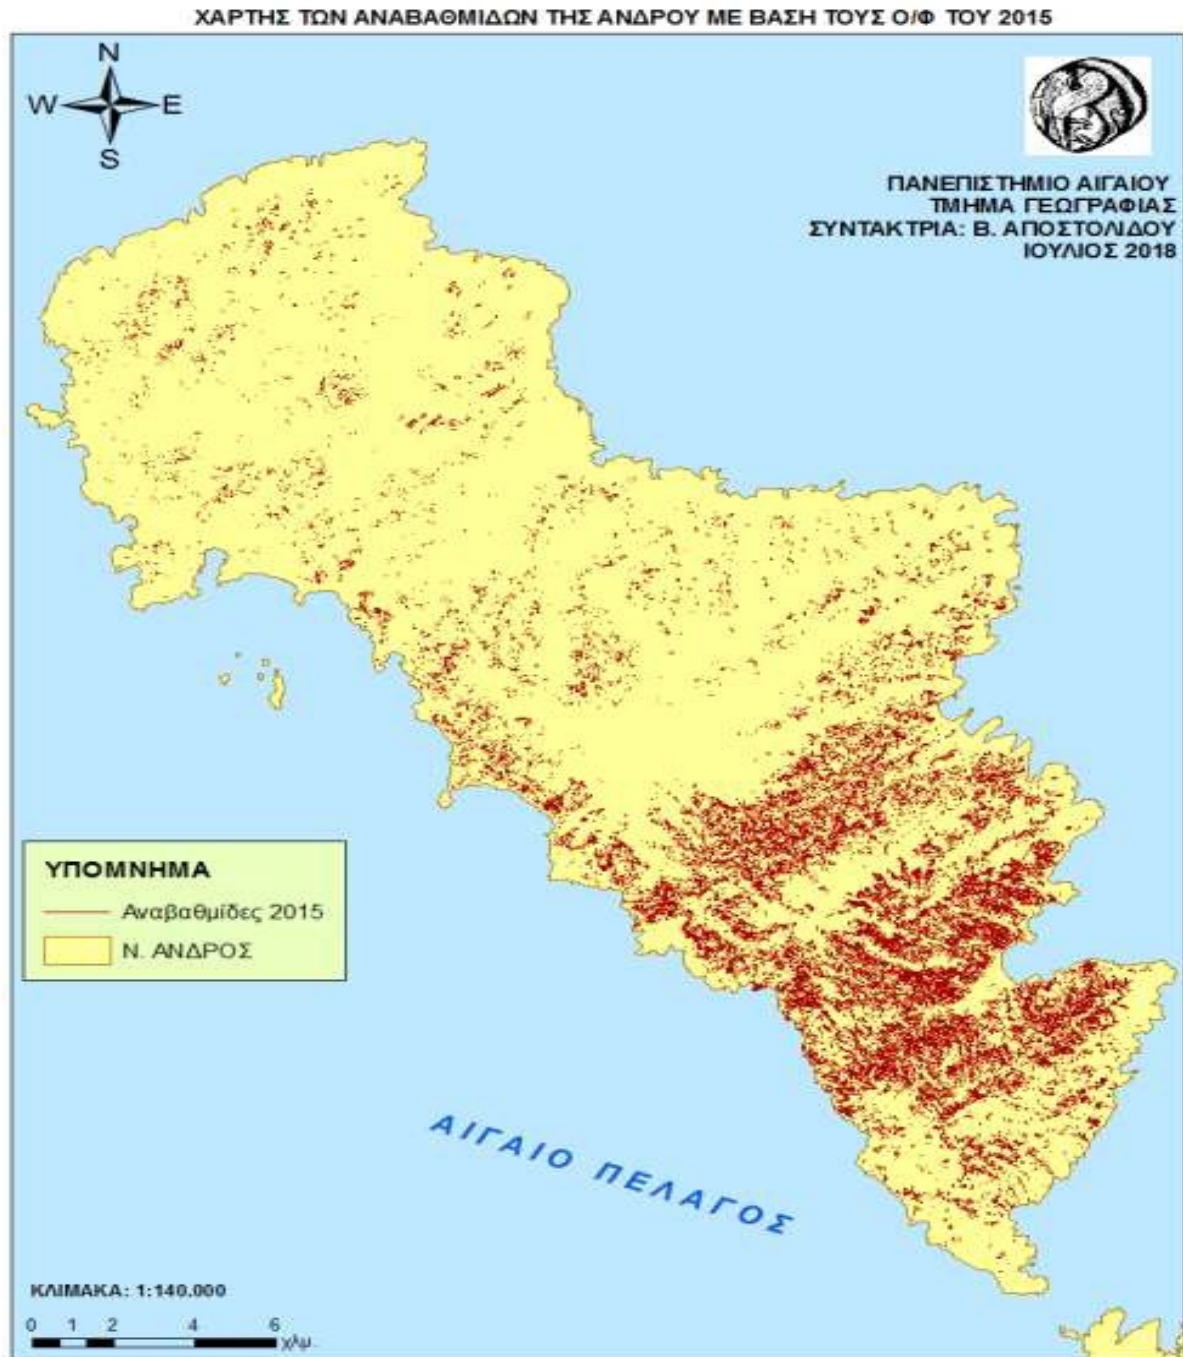 ΧΑΡΤΗΣ ΤΩΝ ΑΝΑΒΑΘΜΙΔΩΝ ΤΗΣ ΑΝΔΡΟΥ ΜΕ ΒΑΣΗ ΤΟΥΣ Ο/Φ ΤΟΥ 2015
N
W E
S
ΠΑΝΕΠΙΣΤΗΜΙΟ ΑΙΓΑΙΟΥ
ΤΜΗΜΑ ΓΕΩΓΡΑΦΙΑΣ
ΣΥΝΤΑΚΤΡΙΑ: Β. ΑΠΟΣΤΟΛΙΔΟΥ
ΙΟΥΛΙΟΣ 2018
ΥΠΟΜΝΗΜΑ
Αναβαθμίδες 2015
Ν. ΑΝΔΡΟΣ
ΑΙΓΑΙΟ ΠΕΛΑΓΟΣ
ΚΛΙΜΑΚΑ: 1:140.000
0 1 2 4 6
χλμ.